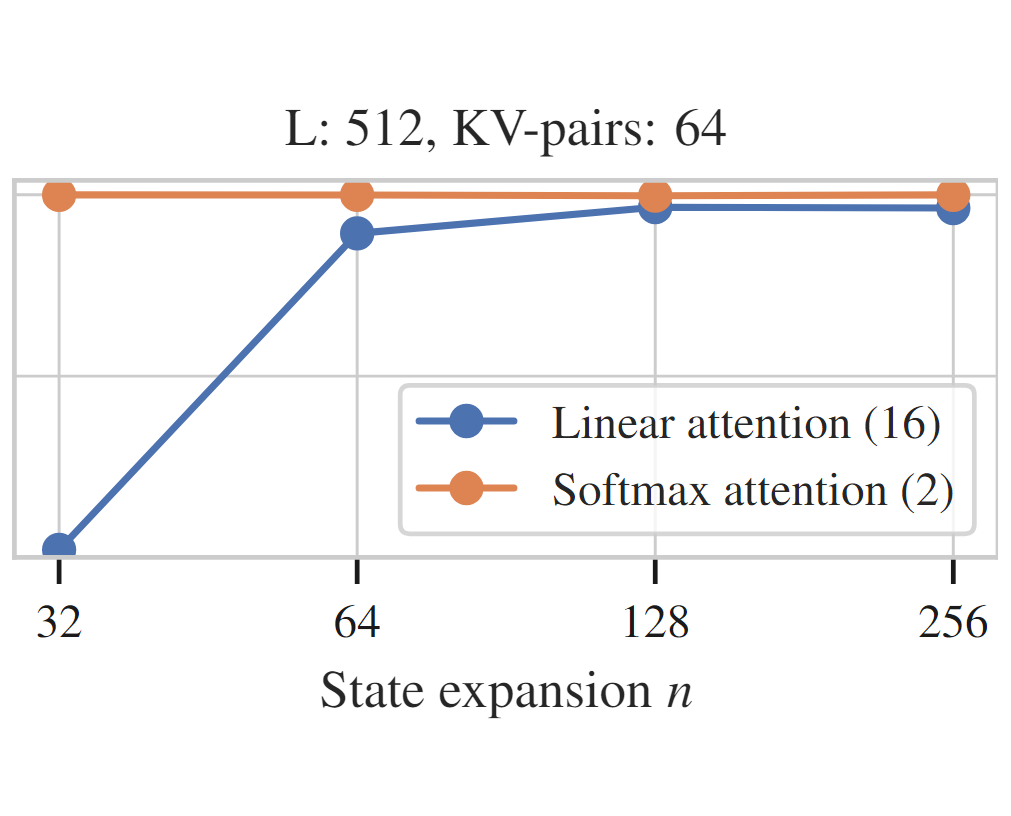 L: 512, KV-pairs: 64
Linear attention (16)
Softmax attention (2)
32 64 128 256
State expansion n